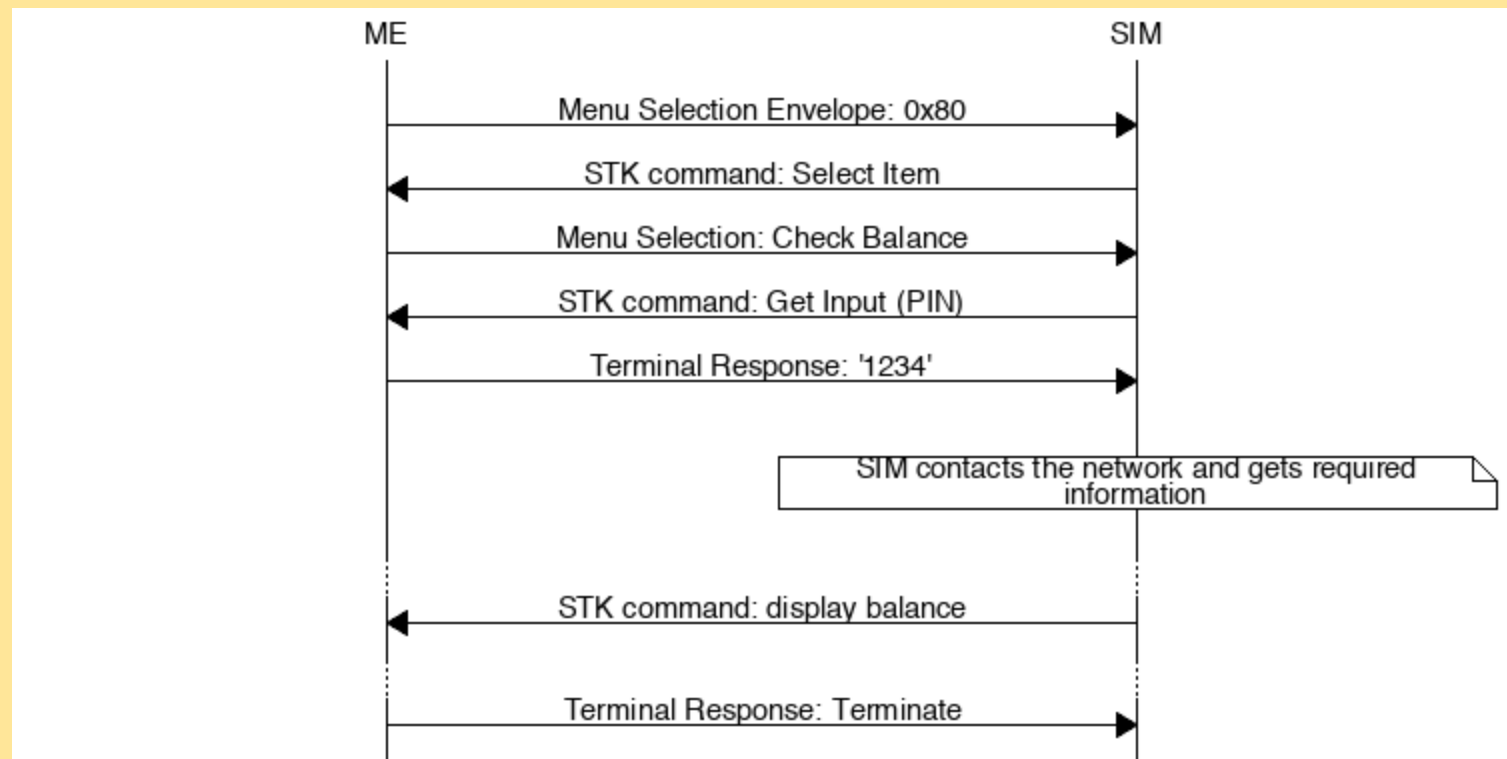 ME
SIM
Menu Selection Envelope: 0x80
STK command: Select Item
Menu Selection: Check Balance
STK command: Get Input (PIN)
Terminal Response: '1234'
SIM contacts the network and gets required
information
STK command: display balance
Terminal Response: Terminate